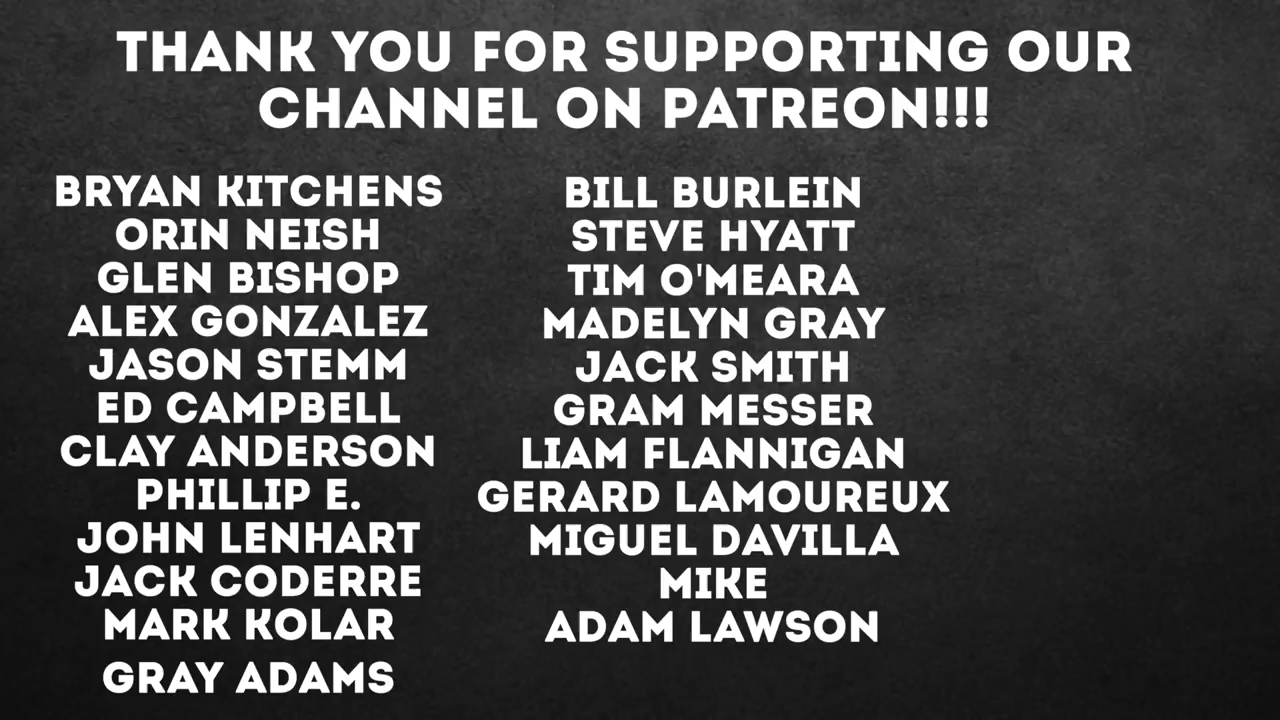 THANK YOU FOR SUPPORTING OUR
CHANNEL ON PATREON!!!
BRYAN KITCHENS
ORIN NEISH
GLEN BISHOP
ALEX GONZALEZ
JASON STEMM
ED CAMPBELL
CLAY ANDERSON
PHILLIP E.
JOHN LENHART
JACK CODERRE
MARK KOLAR
GRAY ADAMS
BILL BURLEIN
STEVE HYATT
TIM O'MEARA
MADELYN GRAY
JACK SMITH
GRAM MESSER
LIAM FLANNIGAN
GERARD LAMOUREUX
MIGUEL DAVILLA
MIKE
ADAM LAWSON